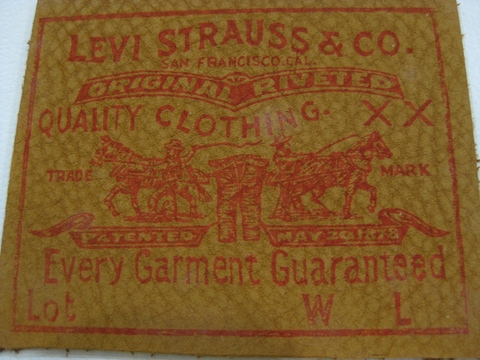 LEVI STRAUSS & CO.
SAN FRANCISCO, CAL.
ORIGINAL RIVETED
QUALITY CLOTHING. XX
TRADE MARK
PATENTED MAY 20 1873
Every Garment Guaranteed
Lot W L